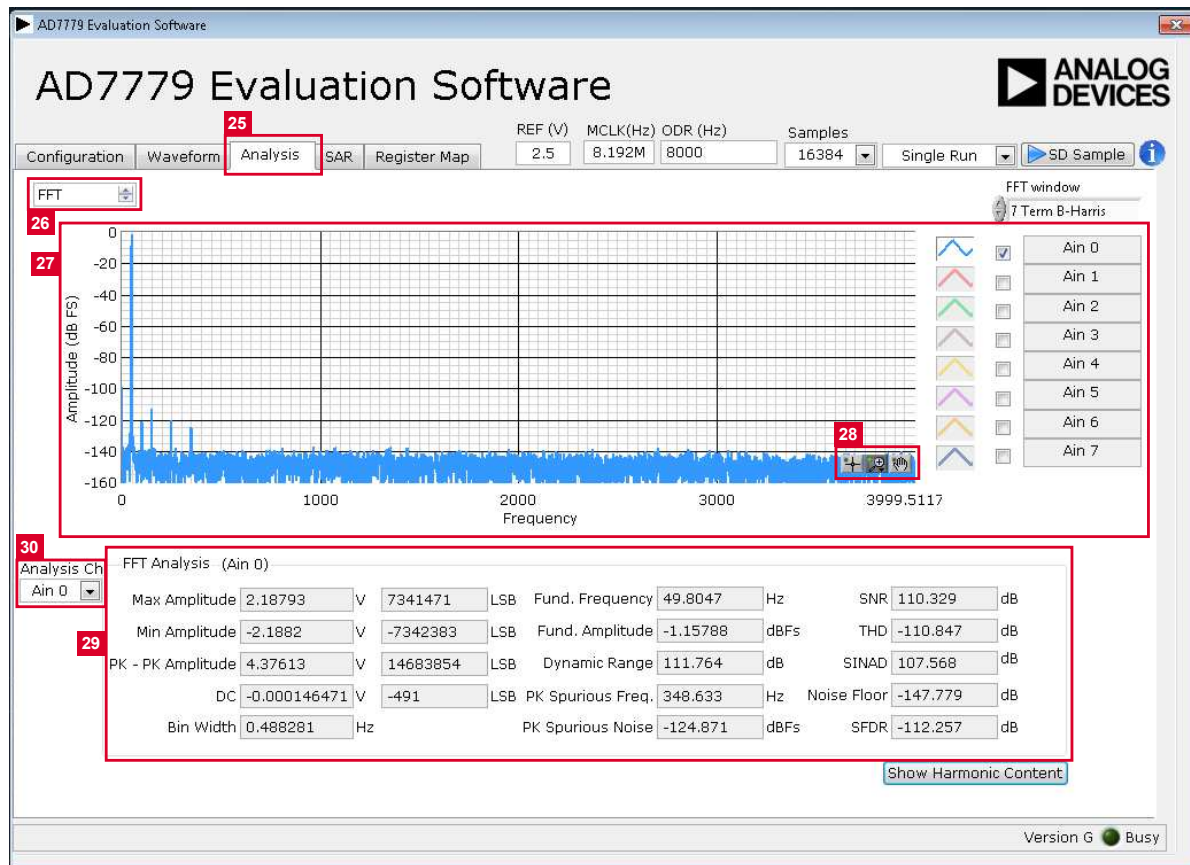 AD7779 Evaluation Software
AD7779 Evaluation Software
ANALOG
DEVICES
25
REF (V) MCLK(Hz) ODR (Hz) Samples
Configuration Waveform Analysis SAR Register Map 2.5 8.192M 8000 16384 Single Run SD Sample i
FFT
FFT window
7 Term B-Harris
26
27
0
-20
-40
-60
-80
-100
-120
-140
-160
Amplitude (dB FS)
0 1000 2000 3000 3999.5117
Frequency
28
Ain 0
Ain 1
Ain 2
Ain 3
Ain 4
Ain 5
Ain 6
Ain 7
30
Analysis Ch
Ain 0
29
FFT Analysis (Ain 0)
Max Amplitude 2.18793 V 7341471 LSB Fund. Frequency 49.8047 Hz SNR 110.329 dB
Min Amplitude -2.1882 V -7342383 LSB Fund. Amplitude -1.15788 dBFs THD -110.847 dB
PK - PK Amplitude 4.37613 V 14683854 LSB Dynamic Range 111.764 dB SINAD 107.568 dB
DC -0.000146471 V -491 LSB PK Spurious Freq. 348.633 Hz Noise Floor -147.779 dB
Bin Width 0.488281 Hz PK Spurious Noise -124.871 dBFs SFDR -112.257 dB
Show Harmonic Content
Version G Busy